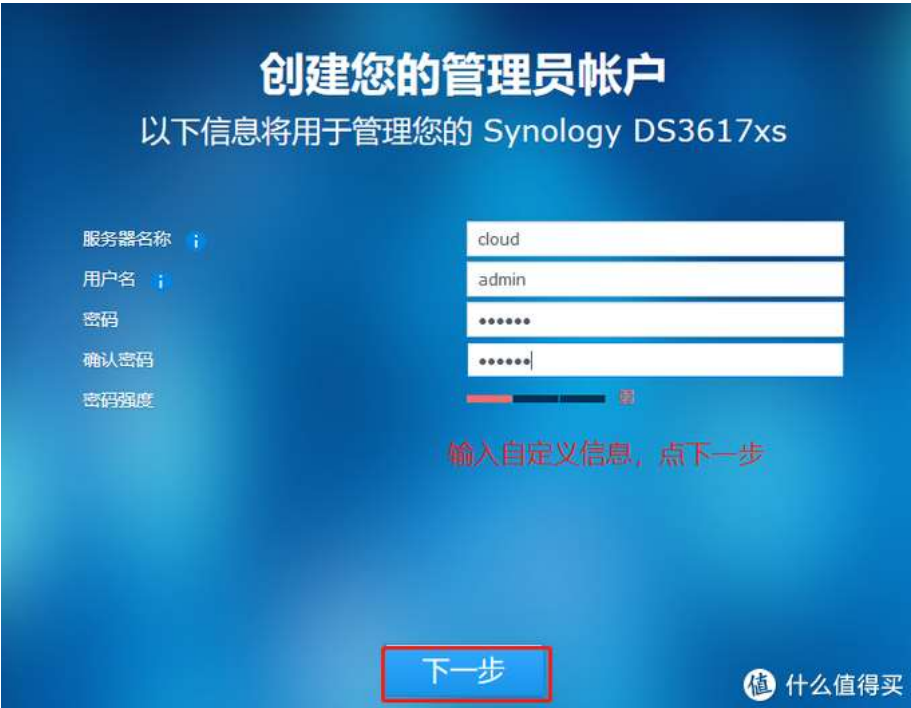 创建您的管理员帐户
以下信息将用于管理您的 Synology DS3617xs
服务器名称 i cloud
用户名 i admin
密码 ••••••
确认密码 ••••••
密码强度 弱
输入自定义信息，点下一步
下一步
值 什么值得买